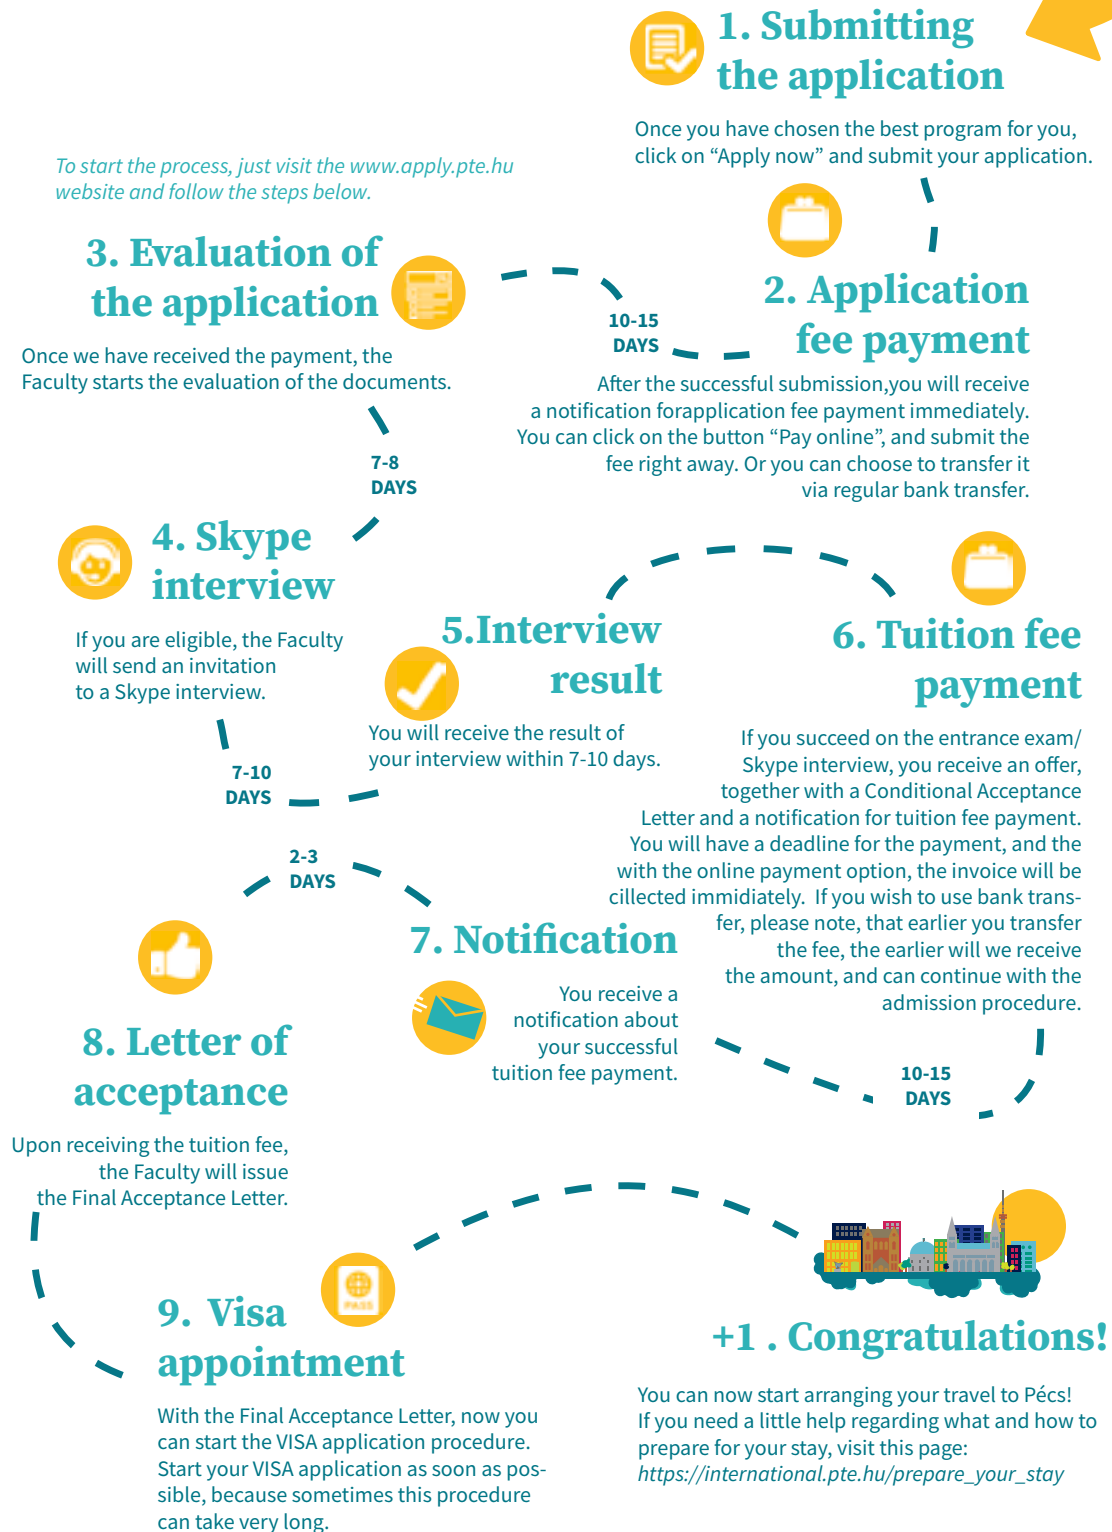 1. Submitting
the application
Once you have chosen the best program for you,
click on “Apply now” and submit your application.
To start the process, just visit the www.apply.pte.hu
website and follow the steps below.
2. Application
fee payment
After the successful submission,you will receive
a notification forapplication fee payment immediately.
You can click on the button “Pay online”, and submit the
fee right away. Or you can choose to transfer it
via regular bank transfer.
10-15
DAYS
3. Evaluation of
the application
Once we have received the payment, the
Faculty starts the evaluation of the documents.
7-8
DAYS
4. Skype
interview
If you are eligible, the Faculty
will send an invitation
to a Skype interview.
7-10
DAYS
5.Interview
result
You will receive the result of
your interview within 7-10 days.
6. Tuition fee
payment
If you succeed on the entrance exam/
Skype interview, you receive an offer,
together with a Conditional Acceptance
Letter and a notification for tuition fee payment.
You will have a deadline for the payment, and the
with the online payment option, the invoice will be
cillected immidiately. If you wish to use bank trans-
fer, please note, that earlier you transfer
the fee, the earlier will we receive
the amount, and can continue with the
admission procedure.
10-15
DAYS
7. Notification
You receive a
notification about
your successful
tuition fee payment.
2-3
DAYS
8. Letter of
acceptance
Upon receiving the tuition fee,
the Faculty will issue
the Final Acceptance Letter.
PASS
9. Visa
appointment
With the Final Acceptance Letter, now you
can start the VISA application procedure.
Start your VISA application as soon as pos-
sible, because sometimes this procedure
can take very long.
+1 . Congratulations!
You can now start arranging your travel to Pécs!
If you need a little help regarding what and how to
prepare for your stay, visit this page:
https://international.pte.hu/prepare_your_stay